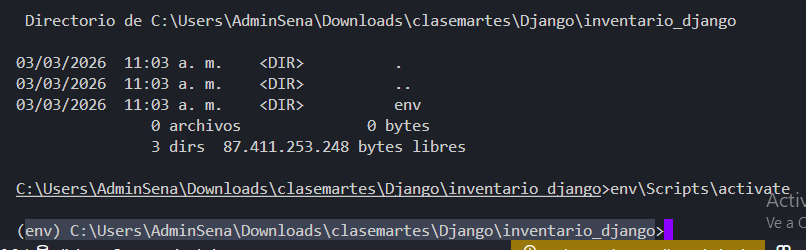 Directorio de C:\Users\AdminSena\Downloads\clasemartes\Django\inventario_django
03/03/2026  11:03 a. m.    <DIR>          .
03/03/2026  11:03 a. m.    <DIR>          ..
03/03/2026  11:03 a. m.    <DIR>          env
0 archivos              0 bytes
3 dirs  87.411.253.248 bytes libres
C:\Users\AdminSena\Downloads\clasemartes\Django\inventario_django>env\Scripts\activate
Activ
Ve a C
(env) C:\Users\AdminSena\Downloads\clasemartes\Django\inventario_django>